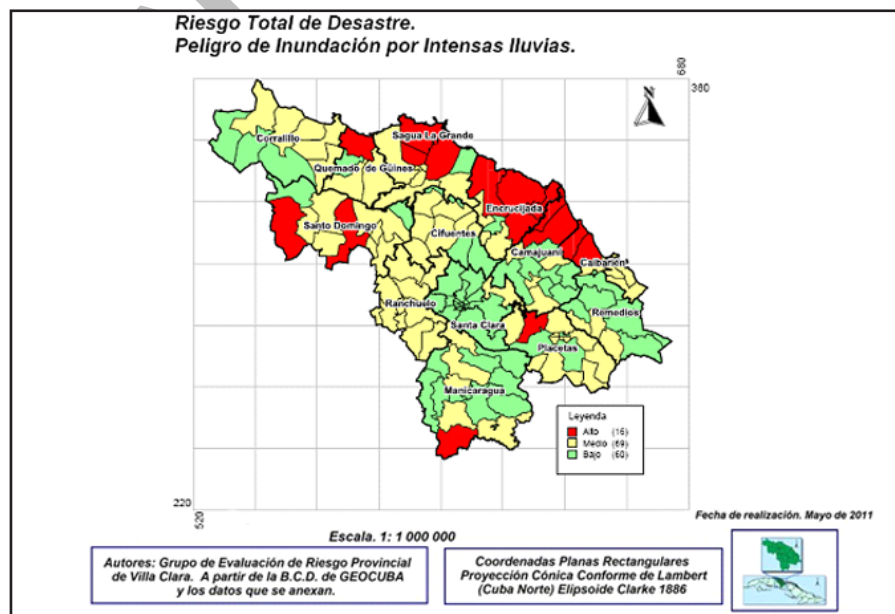 Riesgo Total de Desastre.
Peligro de Inundación por Intensas lluvias.
680
380
Corralillo
Sagua La Grande
Quemado de Güines
Encrucijada
Santo Domingo
Cifuentes
Camajuaní
Caibarién
Ranchuelo
Remedios
Santa Clara
Placetas
Manicaragua
Leyenda
Alto (16)
Medio (69)
Bajo (60)
220
520
Fecha de realización. Mayo de 2011
Escala. 1: 1 000 000
Autores: Grupo de Evaluación de Riesgo Provincial
de Villa Clara. A partir de la B.C.D. de GEOCUBA
y los datos que se anexan.
Coordenadas Planas Rectangulares
Proyección Cónica Conforme de Lambert
(Cuba Norte) Elipsoide Clarke 1886